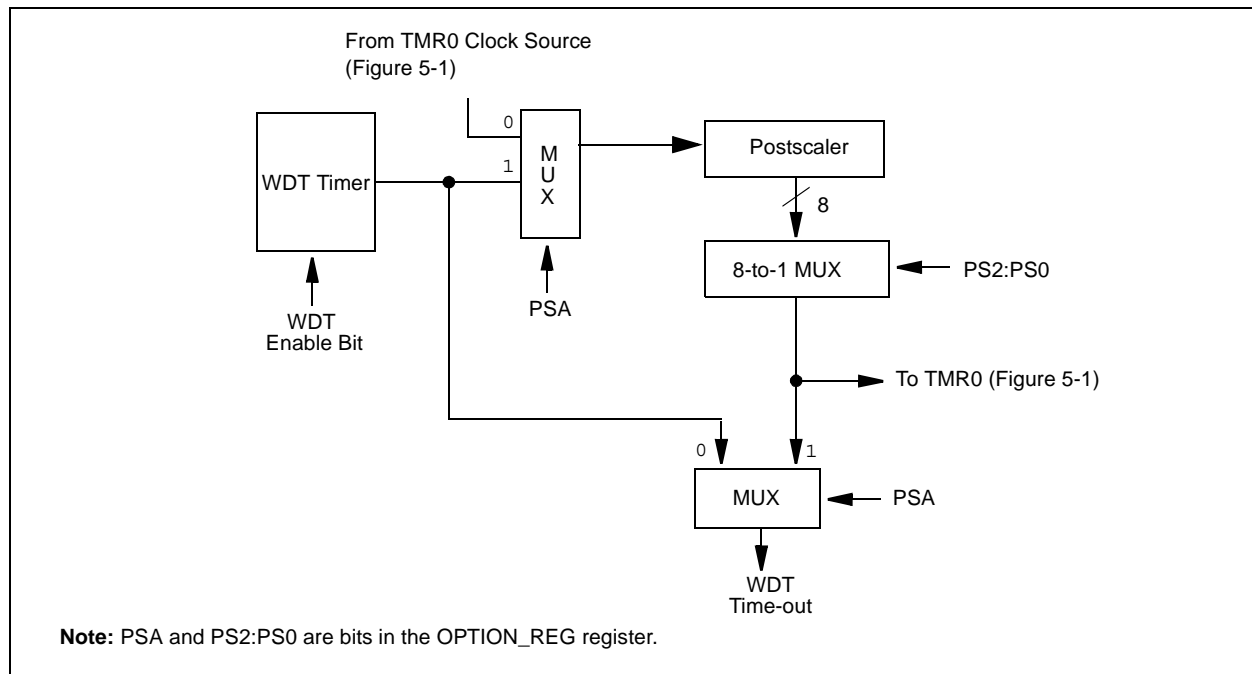 From TMR0 Clock Source
(Figure 5-1)
0
1
M
U
X
WDT Timer
Postscaler
8
8-to-1 MUX
PS2:PS0
PSA
WDT
Enable Bit
To TMR0 (Figure 5-1)
0
1
MUX
PSA
WDT
Time-out
Note: PSA and PS2:PS0 are bits in the OPTION_REG register.